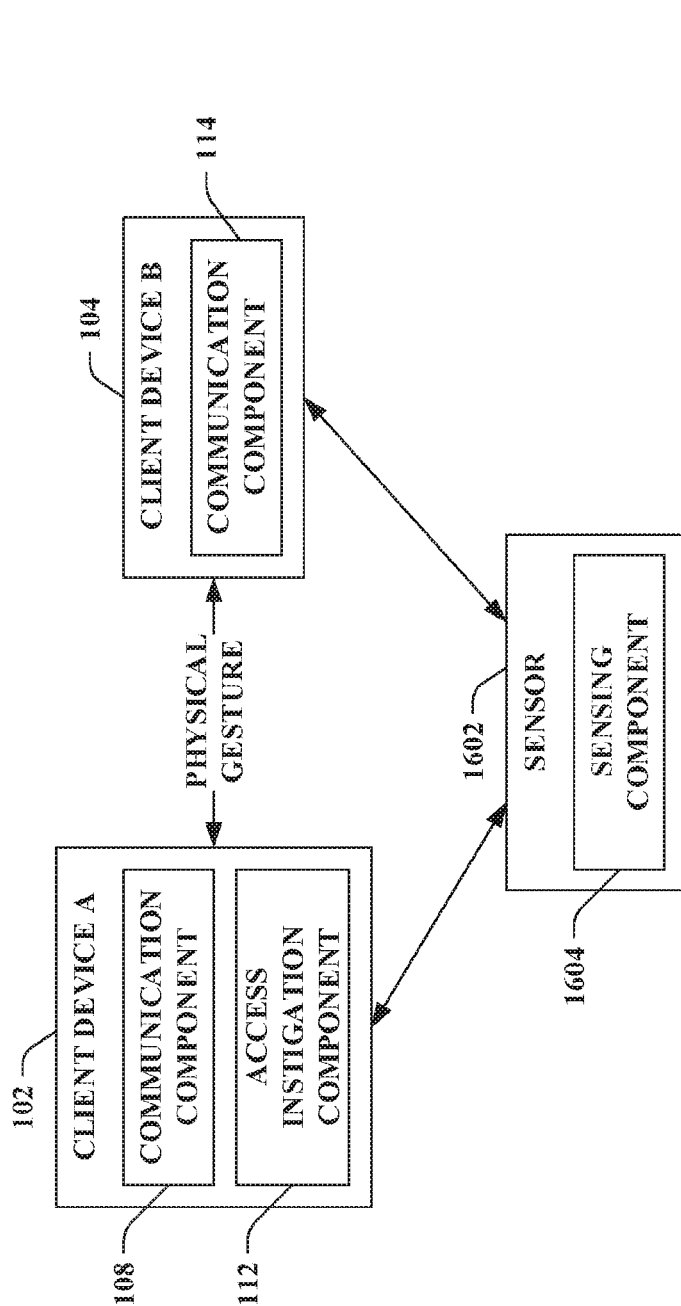 102
CLIENT DEVICE A
108
COMMUNICATION
COMPONENT
112
ACCESS
INSTIGATION
COMPONENT
PHYSICAL
GESTURE
104
CLIENT DEVICE B
114
COMMUNICATION
COMPONENT
1602
SENSOR
1604
SENSING
COMPONENT